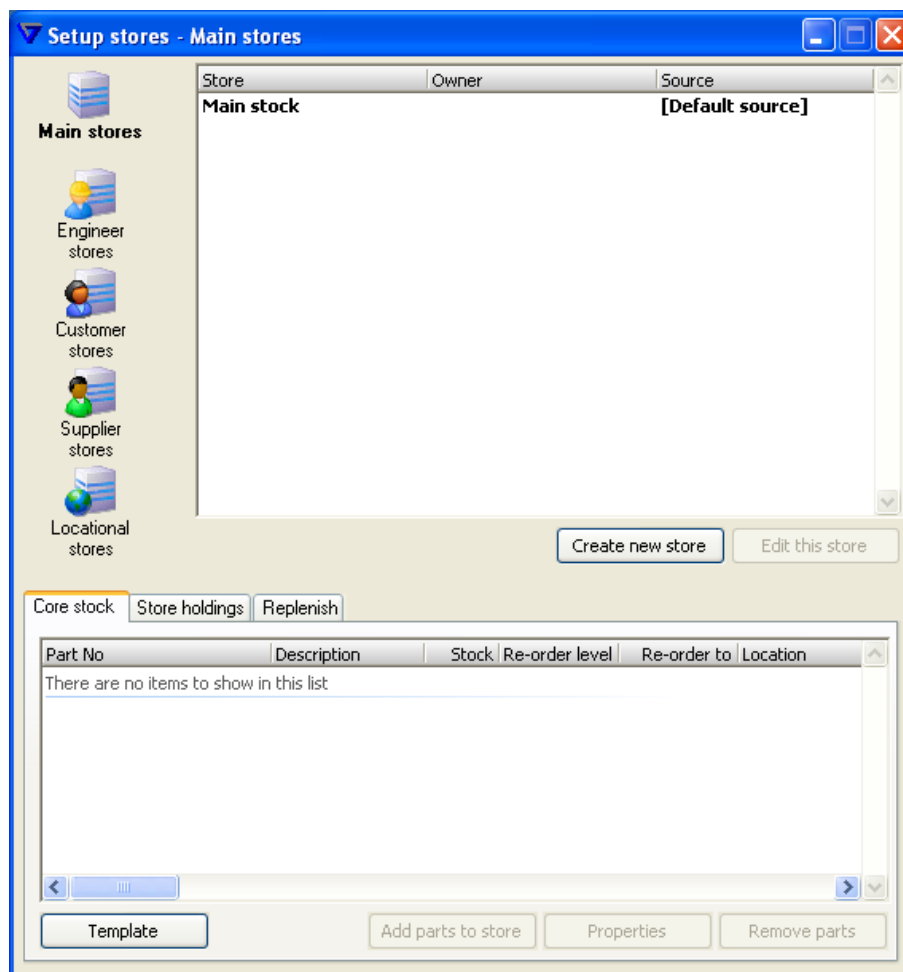 Setup stores - Main stores
Main stores
Engineer
stores
Customer
stores
Supplier
stores
Locational
stores
Store Owner Source
Main stock [Default source]
Create new store Edit this store
Core stock Store holdings Replenish
Part No Description Stock Re-order level Re-order to Location
There are no items to show in this list
Template Add parts to store Properties Remove parts